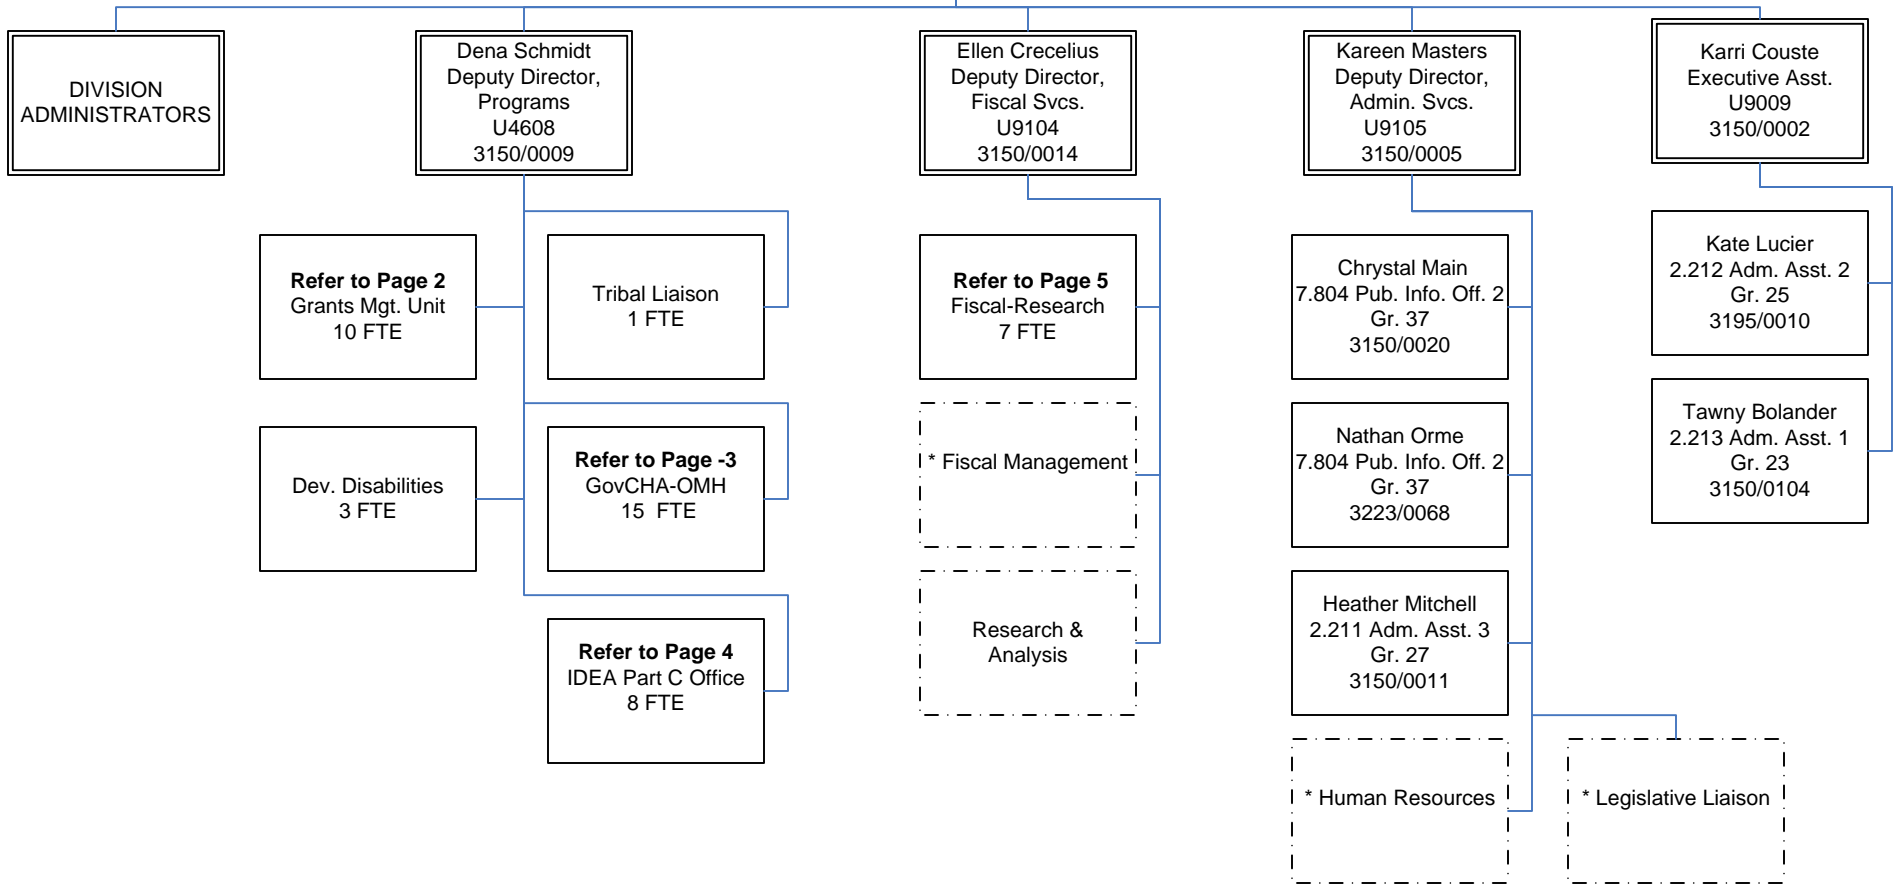 DIVISION
ADMINISTRATORS
Dena Schmidt
Deputy Director,
Programs
U4608
3150/0009
Ellen Crecelius
Deputy Director,
Fiscal Svcs.
U9104
3150/0014
Kareen Masters
Deputy Director,
Admin. Svcs.
U9105
3150/0005
Karri Couste
Executive Asst.
U9009
3150/0002
Refer to Page 2
Grants Mgt. Unit
10 FTE
Tribal Liaison
1 FTE
Dev. Disabilities
3 FTE
Refer to Page -3
GovCHA-OMH
15 FTE
Refer to Page 4
IDEA Part C Office
8 FTE
Refer to Page 5
Fiscal-Research
7 FTE
* Fiscal Management
Research &
Analysis
Chrystal Main
7.804 Pub. Info. Off. 2
Gr. 37
3150/0020
Nathan Orme
7.804 Pub. Info. Off. 2
Gr. 37
3223/0068
Heather Mitchell
2.211 Adm. Asst. 3
Gr. 27
3150/0011
* Human Resources
* Legislative Liaison
Kate Lucier
2.212 Adm. Asst. 2
Gr. 25
3195/0010
Tawny Bolander
2.213 Adm. Asst. 1
Gr. 23
3150/0104